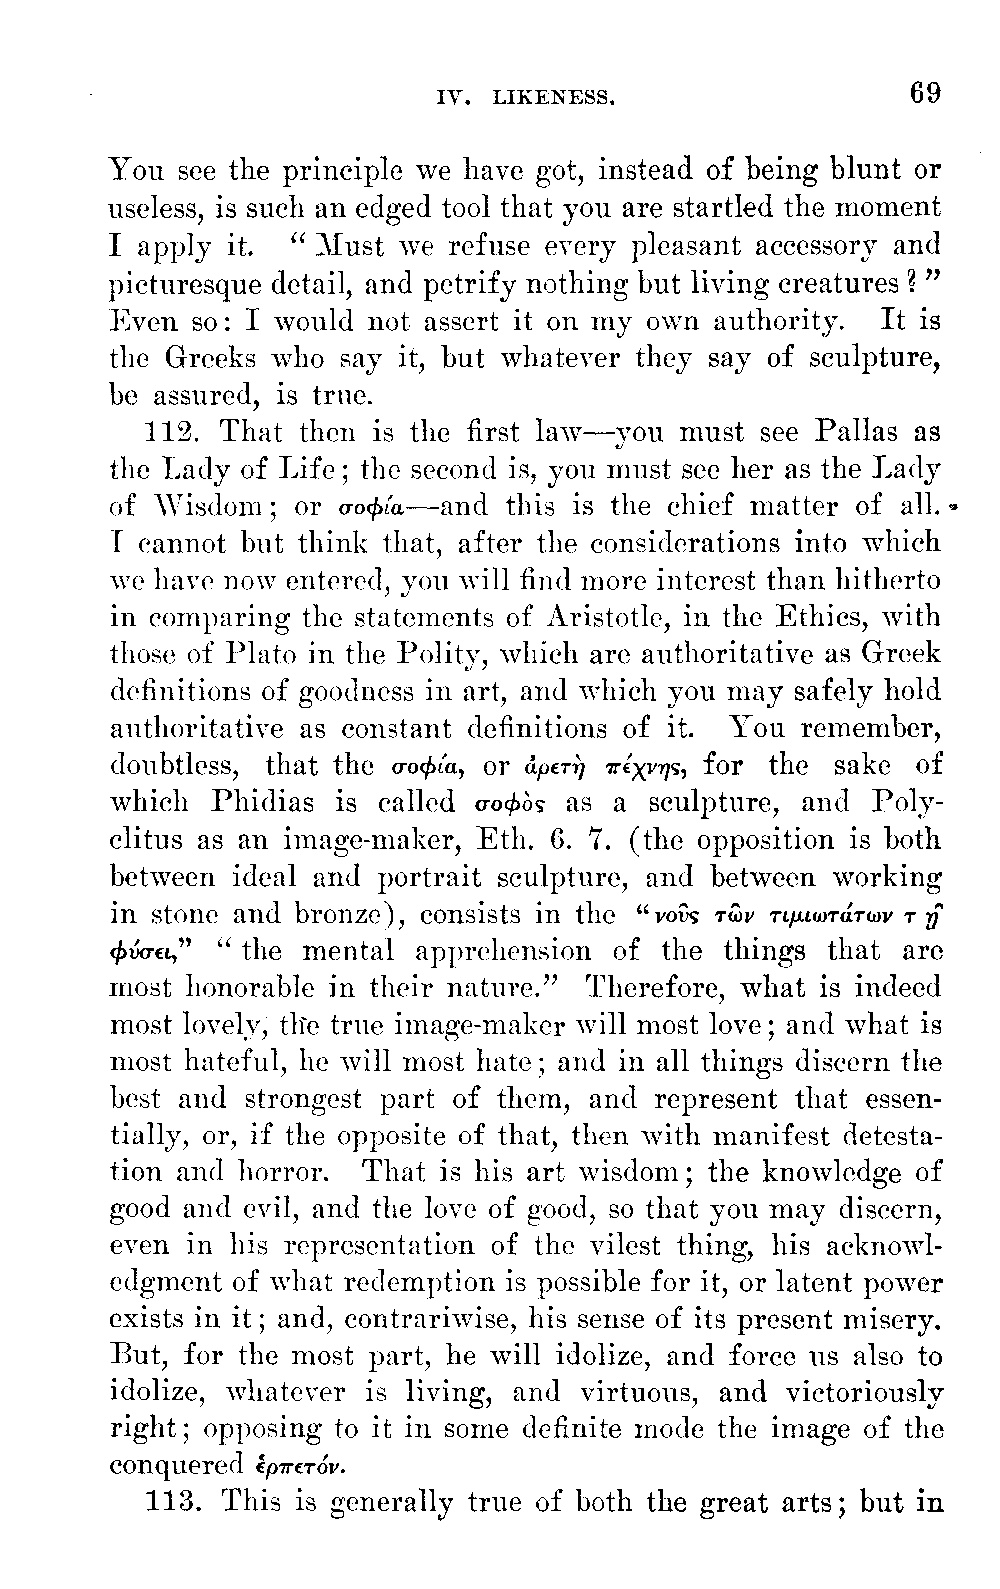 IV. LIKENESS. 69
You see the principle we have got, instead of being blunt or
useless, is such an edged tool that you are startled the moment
I apply it. “Must we refuse every pleasant accessory and
picturesque detail, and petrify nothing but living creatures?”
Even so: I would not assert it on my own authority. It is
the Greeks who say it, but whatever they say of sculpture,
be assured, is true.
112. That then is the first law—you must see Pallas as
the Lady of Life; the second is, you must see her as the Lady
of Wisdom; or σοφία—and this is the chief matter of all.
I cannot but think that, after the considerations into which
we have now entered, you will find more interest than hitherto
in comparing the statements of Aristotle, in the Ethics, with
those of Plato in the Polity, which are authoritative as Greek
definitions of goodness in art, and which you may safely hold
authoritative as constant definitions of it. You remember,
doubtless, that the σοφία, or ἀρετὴ πέχνης, for the sake of
which Phidias is called σοφὸς as a sculpture, and Poly-
clitus as an image-maker, Eth. 6. 7. (the opposition is both
between ideal and portrait sculpture, and between working
in stone and bronze), consists in the “νοῦς τῶν τιμιωτάτων τ ῇ
φύσει,” “the mental apprehension of the things that are
most honorable in their nature.” Therefore, what is indeed
most lovely, the true image-maker will most love; and what is
most hateful, he will most hate; and in all things discern the
best and strongest part of them, and represent that essen-
tially, or, if the opposite of that, then with manifest detesta-
tion and horror. That is his art wisdom; the knowledge of
good and evil, and the love of good, so that you may discern,
even in his representation of the vilest thing, his acknowl-
edgment of what redemption is possible for it, or latent power
exists in it; and, contrariwise, his sense of its present misery.
But, for the most part, he will idolize, and force us also to
idolize, whatever is living, and virtuous, and victoriously
right; opposing to it in some definite mode the image of the
conquered ἑρπετόν.
113. This is generally true of both the great arts; but in